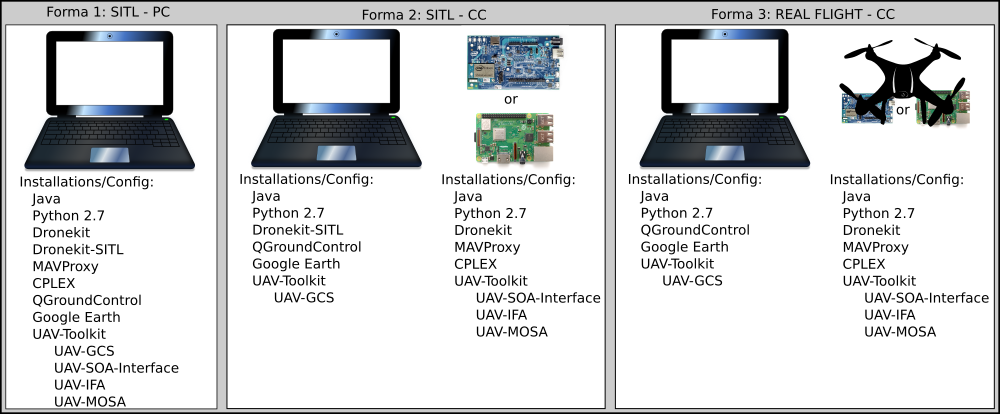 Forma 1: SITL - PC
Installations/Config:
Java
Python 2.7
Dronekit
Dronekit-SITL
MAVProxy
CPLEX
QGroundControl
Google Earth
UAV-Toolkit
UAV-GCS
UAV-SOA-Interface
UAV-IFA
UAV-MOSA
Forma 2: SITL - CC
or
Installations/Config:
Java
Python 2.7
Dronekit-SITL
QGroundControl
Google Earth
UAV-Toolkit
UAV-GCS
Installations/Config:
Java
Python 2.7
Dronekit
MAVProxy
CPLEX
UAV-Toolkit
UAV-SOA-Interface
UAV-IFA
UAV-MOSA
Forma 3: REAL FLIGHT - CC
or
Installations/Config:
Java
Python 2.7
QGroundControl
Google Earth
UAV-Toolkit
UAV-GCS
Installations/Config:
Java
Python 2.7
Dronekit
MAVProxy
CPLEX
UAV-Toolkit
UAV-SOA-Interface
UAV-IFA
UAV-MOSA